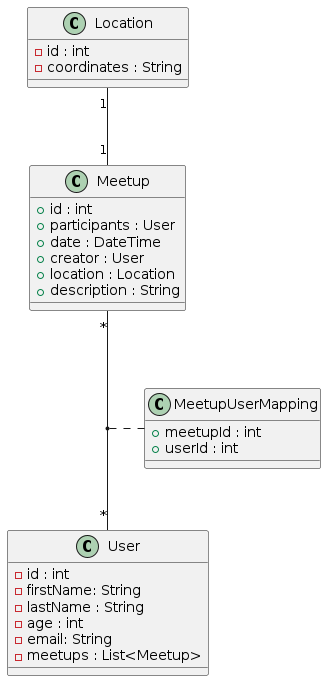 C Location
id : int
coordinates : String
1
1
C Meetup
id : int
participants : User
date : DateTime
creator : User
location : Location
description : String
*
C MeetupUserMapping
meetupId : int
userId : int
*
C User
id : int
firstName: String
lastName : String
age : int
email: String
meetups : List<Meetup>